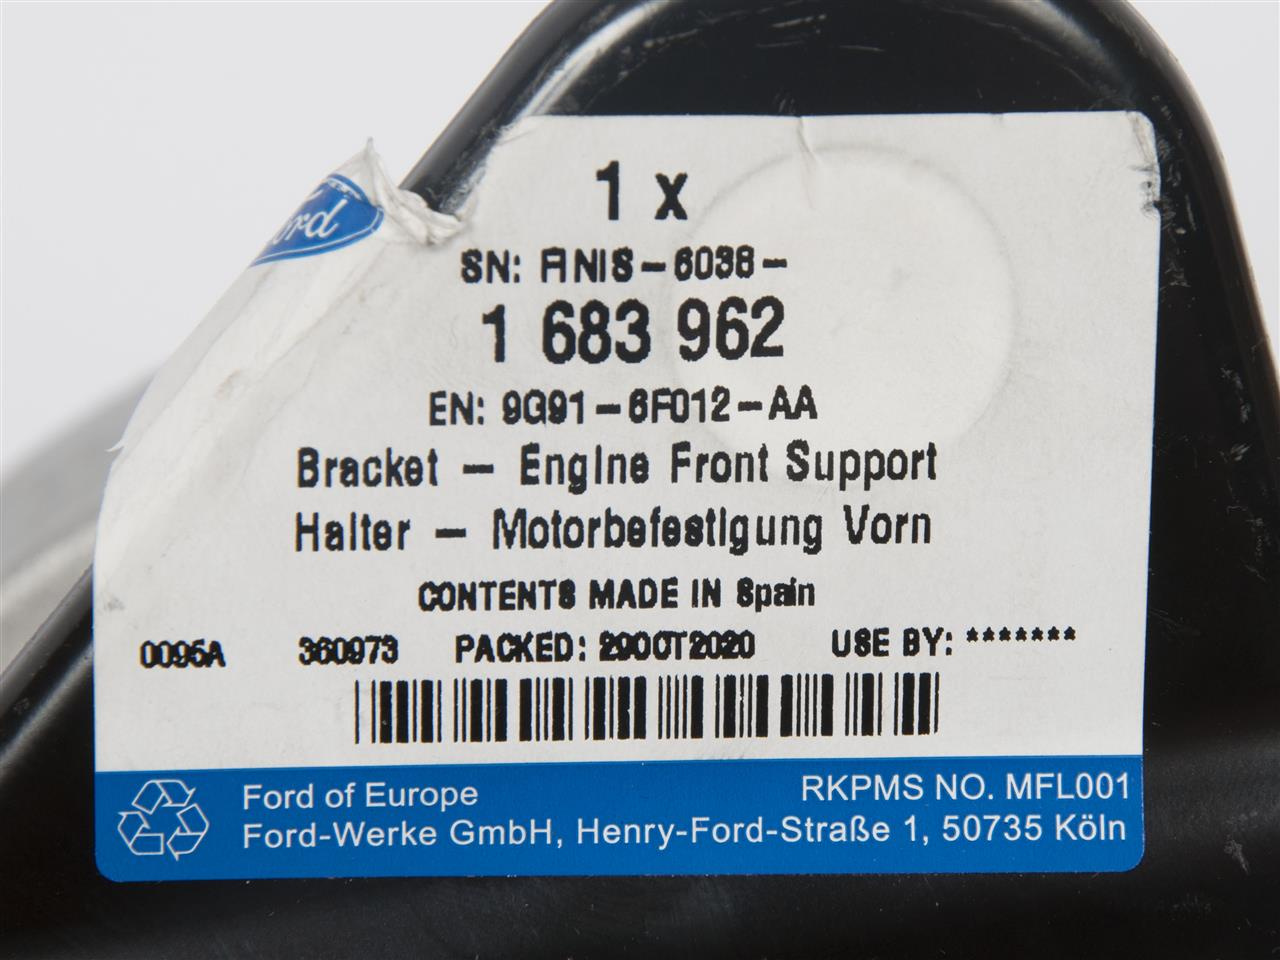 Ford
1 x
SN: FINIS-6038-
1 683 962
EN: 9G91-6F012-AA
Bracket - Engine Front Support
Halter - Motorbefestigung Vorn
CONTENTS MADE IN Spain
0095A 360973 PACKED: 29OCT2020 USE BY: *******
Ford of Europe RKPMS NO. MFL001
Ford-Werke GmbH, Henry-Ford-Straße 1, 50735 Köln